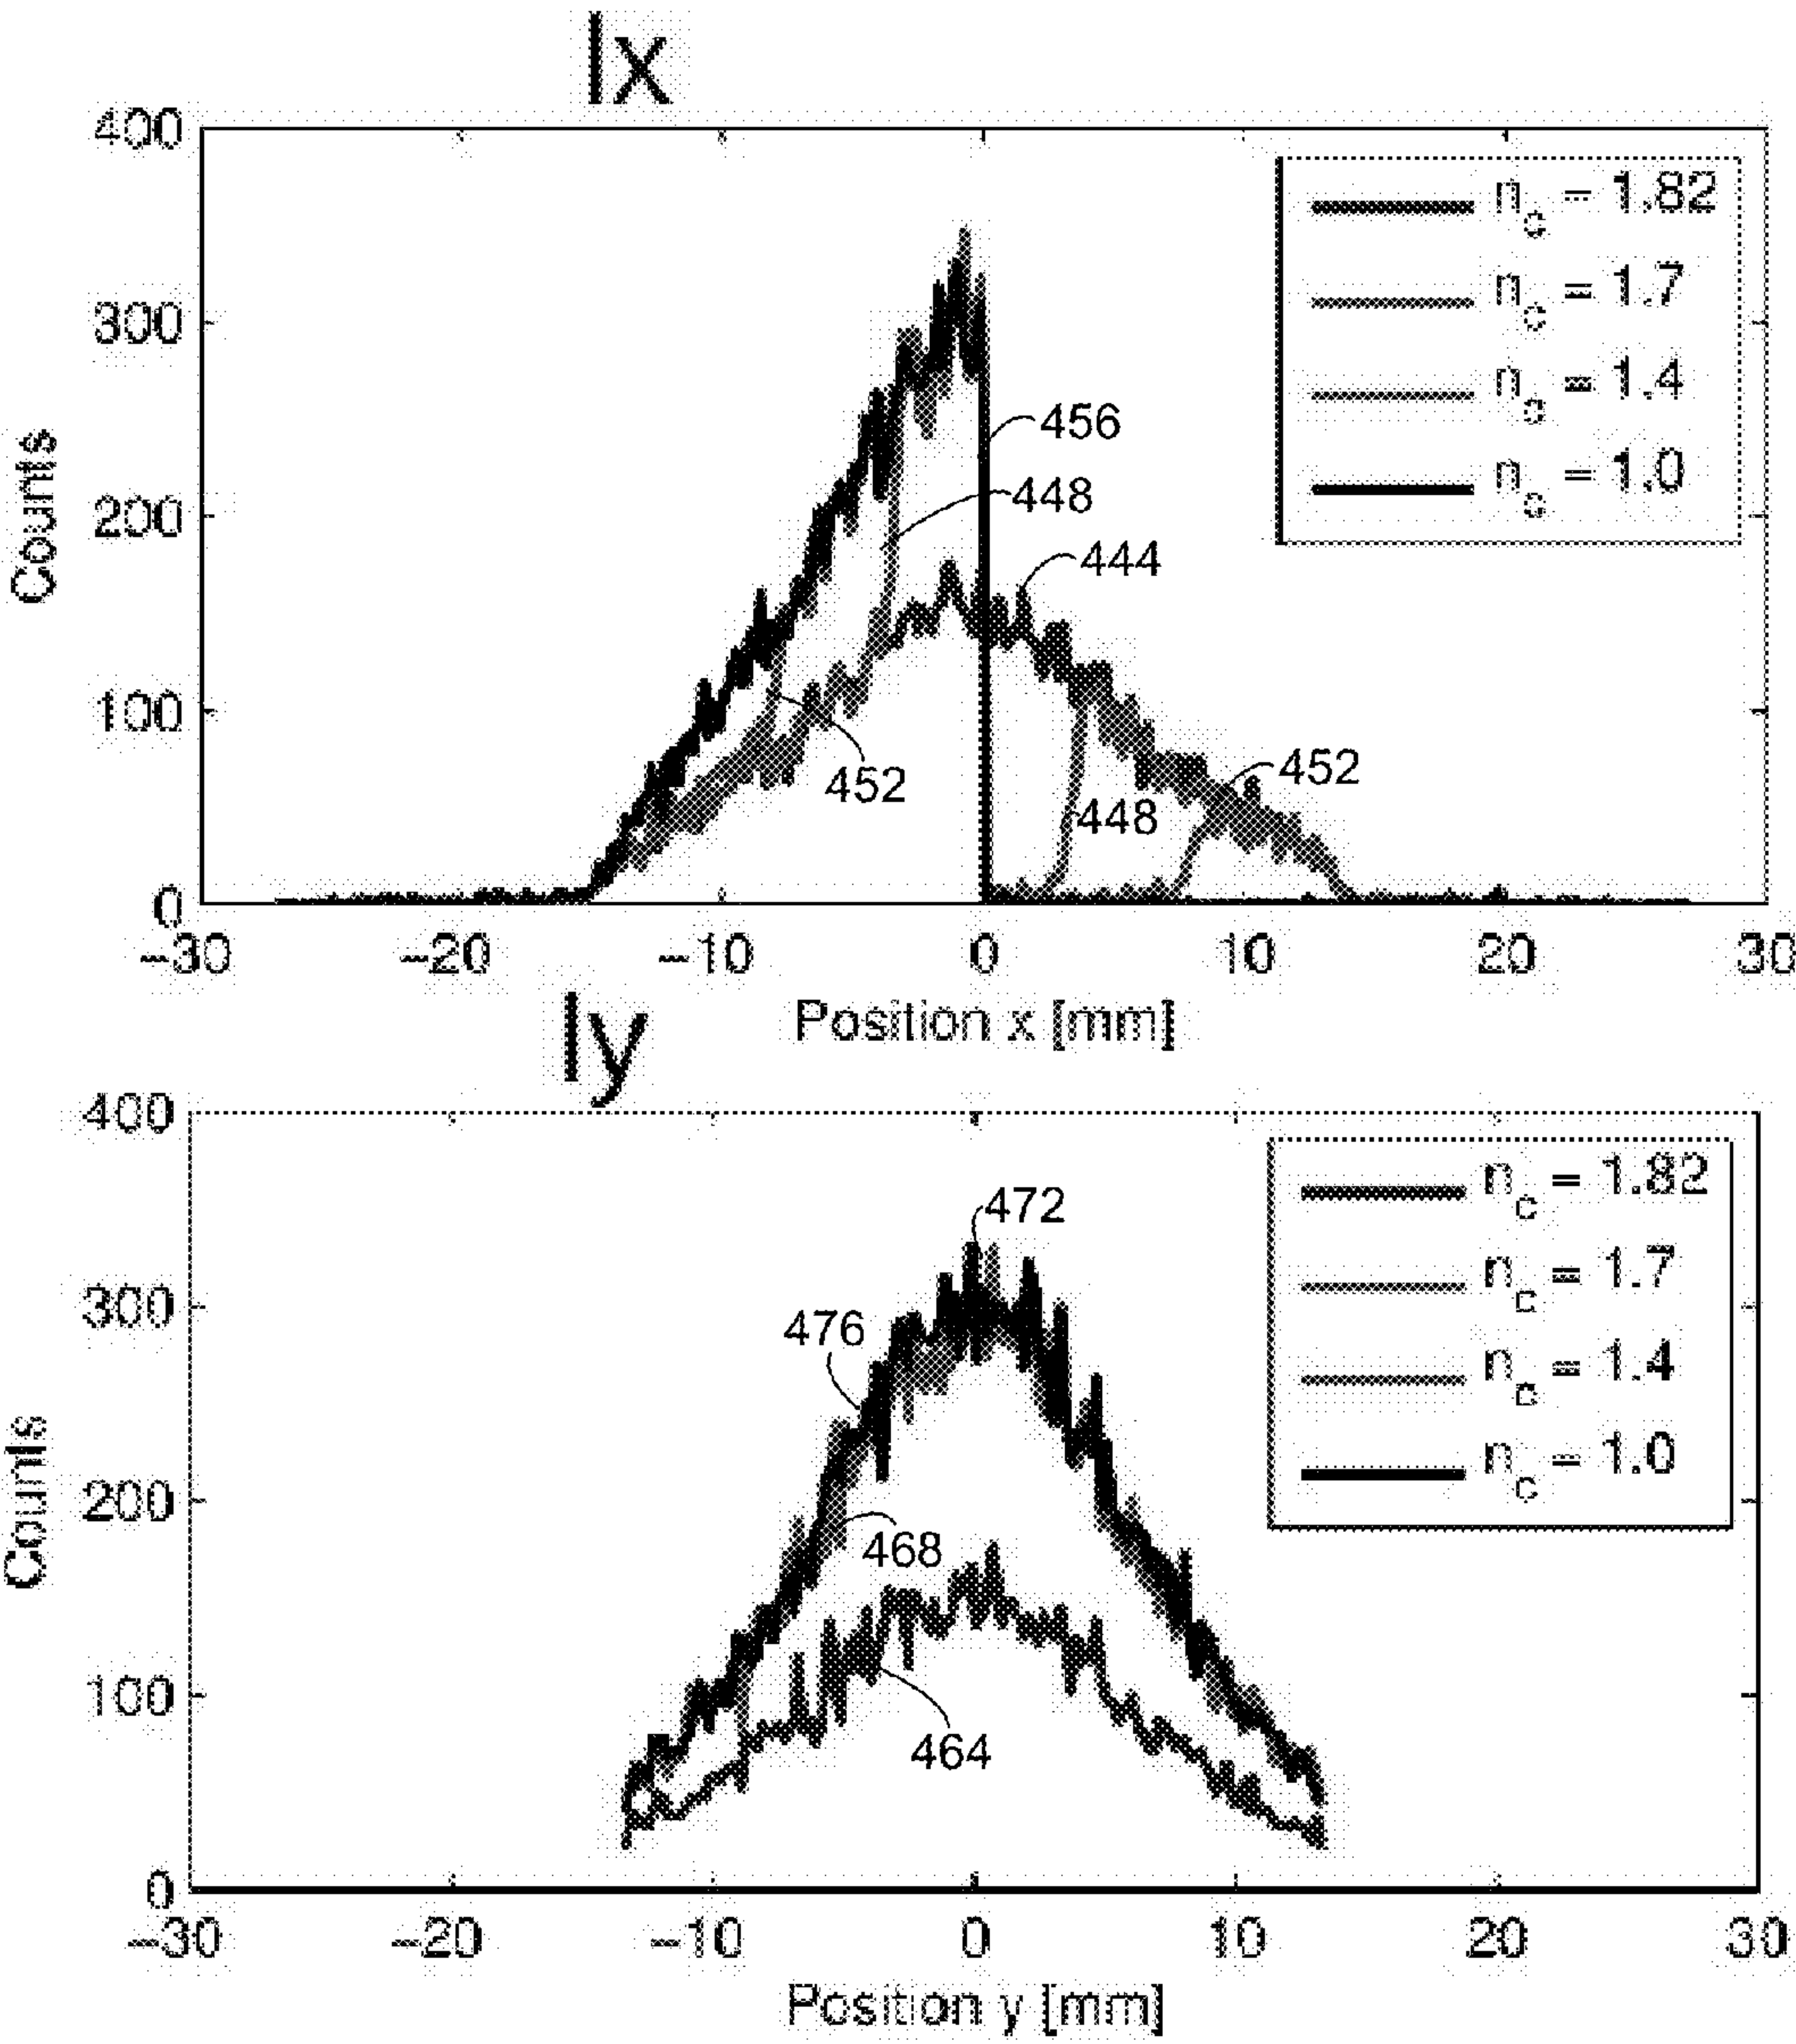 Ix
400
300
200
100
0
Counts
n_c = 1.82
n_c = 1.7
n_c = 1.4
n_c = 1.0
456
448
444
452
452
448
−30 −20 −10 0 10 20 30
Position x [mm]
Iy
400
300
200
100
0
Counts
n_c = 1.82
n_c = 1.7
n_c = 1.4
n_c = 1.0
472
476
468
464
−30 −20 −10 0 10 20 30
Position y [mm]